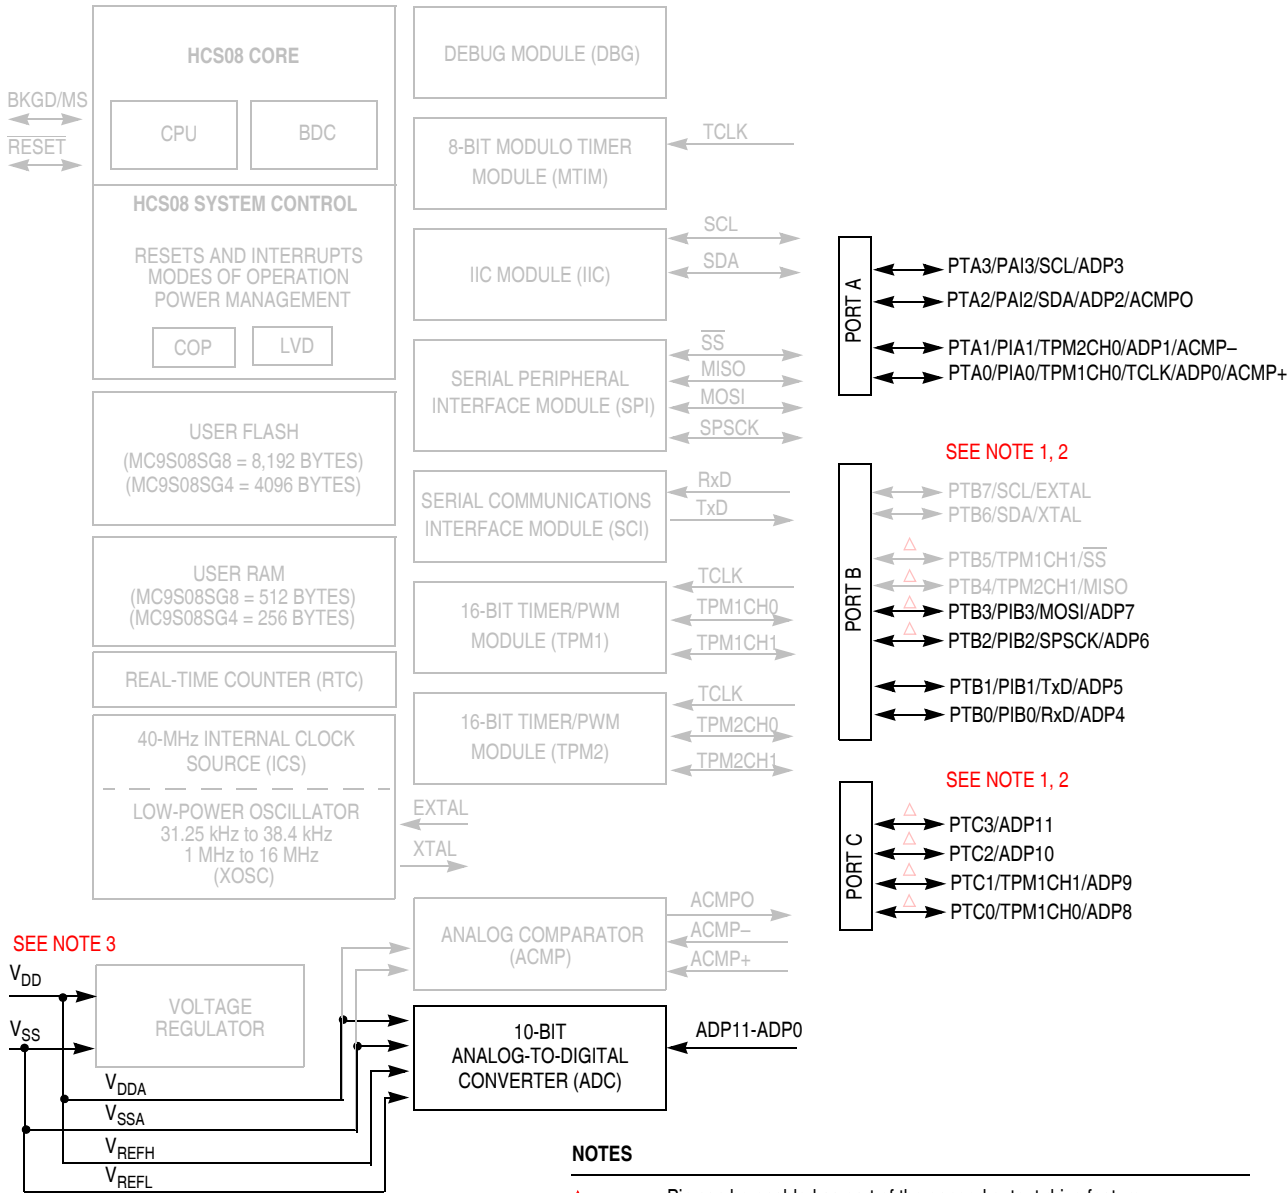 HCS08 CORE
BKGD/MS
RESET
CPU
BDC
HCS08 SYSTEM CONTROL
RESETS AND INTERRUPTS
MODES OF OPERATION
POWER MANAGEMENT
COP
LVD
USER FLASH
(MC9S08SG8 = 8,192 BYTES)
(MC9S08SG4 = 4096 BYTES)
USER RAM
(MC9S08SG8 = 512 BYTES)
(MC9S08SG4 = 256 BYTES)
REAL-TIME COUNTER (RTC)
40-MHz INTERNAL CLOCK
SOURCE (ICS)
LOW-POWER OSCILLATOR
31.25 kHz to 38.4 kHz
1 MHz to 16 MHz
(XOSC)
EXTAL
XTAL
SEE NOTE 3
VDD
VSS
VOLTAGE
REGULATOR
VDDA
VSSA
VREFH
VREFL
DEBUG MODULE (DBG)
8-BIT MODULO TIMER
MODULE (MTIM)
TCLK
IIC MODULE (IIC)
SCL
SDA
SERIAL PERIPHERAL
INTERFACE MODULE (SPI)
SS
MISO
MOSI
SPSCK
SERIAL COMMUNICATIONS
INTERFACE MODULE (SCI)
RxD
TxD
16-BIT TIMER/PWM
MODULE (TPM1)
TCLK
TPM1CH0
TPM1CH1
16-BIT TIMER/PWM
MODULE (TPM2)
TCLK
TPM2CH0
TPM2CH1
ANALOG COMPARATOR
(ACMP)
ACMPO
ACMP–
ACMP+
10-BIT
ANALOG-TO-DIGITAL
CONVERTER (ADC)
ADP11-ADP0
PORT A
PTA3/PAI3/SCL/ADP3
PTA2/PAI2/SDA/ADP2/ACMPO
PTA1/PIA1/TPM2CH0/ADP1/ACMP–
PTA0/PIA0/TPM1CH0/TCLK/ADP0/ACMP+
SEE NOTE 1, 2
PORT B
PTB7/SCL/EXTAL
PTB6/SDA/XTAL
PTB5/TPM1CH1/SS
PTB4/TPM2CH1/MISO
PTB3/PIB3/MOSI/ADP7
PTB2/PIB2/SPSCK/ADP6
PTB1/PIB1/TxD/ADP5
PTB0/PIB0/RxD/ADP4
SEE NOTE 1, 2
PORT C
PTC3/ADP11
PTC2/ADP10
PTC1/TPM1CH1/ADP9
PTC0/TPM1CH0/ADP8
NOTES